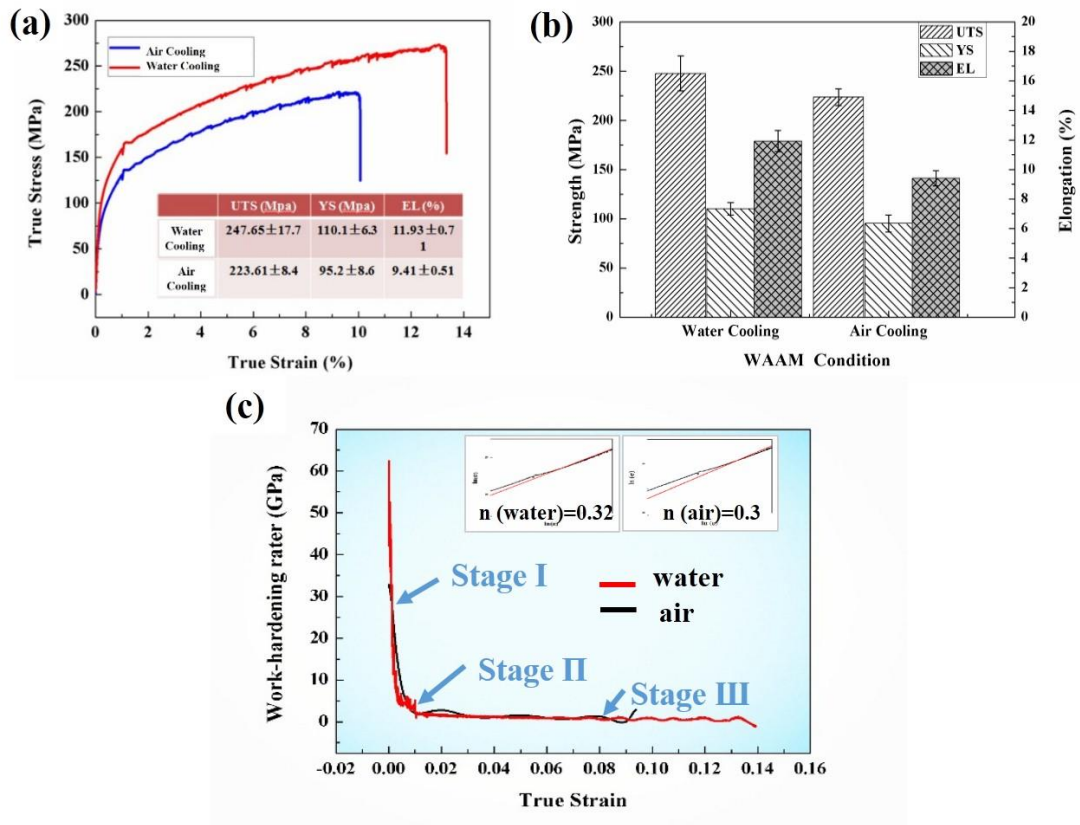 (a)
300
250
200
150
100
50
0
True Stress (MPa)
Air Cooling
Water Cooling
UTS (Mpa) YS (Mpa) EL (%)
Water Cooling 247.65±17.7 110.1±6.3 11.93±0.71
Air Cooling 223.61±8.4 95.2±8.6 9.41±0.51
0 2 4 6 8 10 12 14
True Strain (%)
(b)
300
250
200
150
100
50
0
Strength (MPa)
UTS
YS
EL
20
18
16
14
12
10
8
6
4
2
0
Elongation (%)
Water Cooling Air Cooling
WAAM Condition
(c)
70
60
50
40
30
20
10
0
Work-hardening rater (GPa)
n (water)=0.32
n (air)=0.3
Stage I
water
air
Stage II
Stage III
-0.02 0.00 0.02 0.04 0.06 0.08 0.10 0.12 0.14 0.16
True Strain